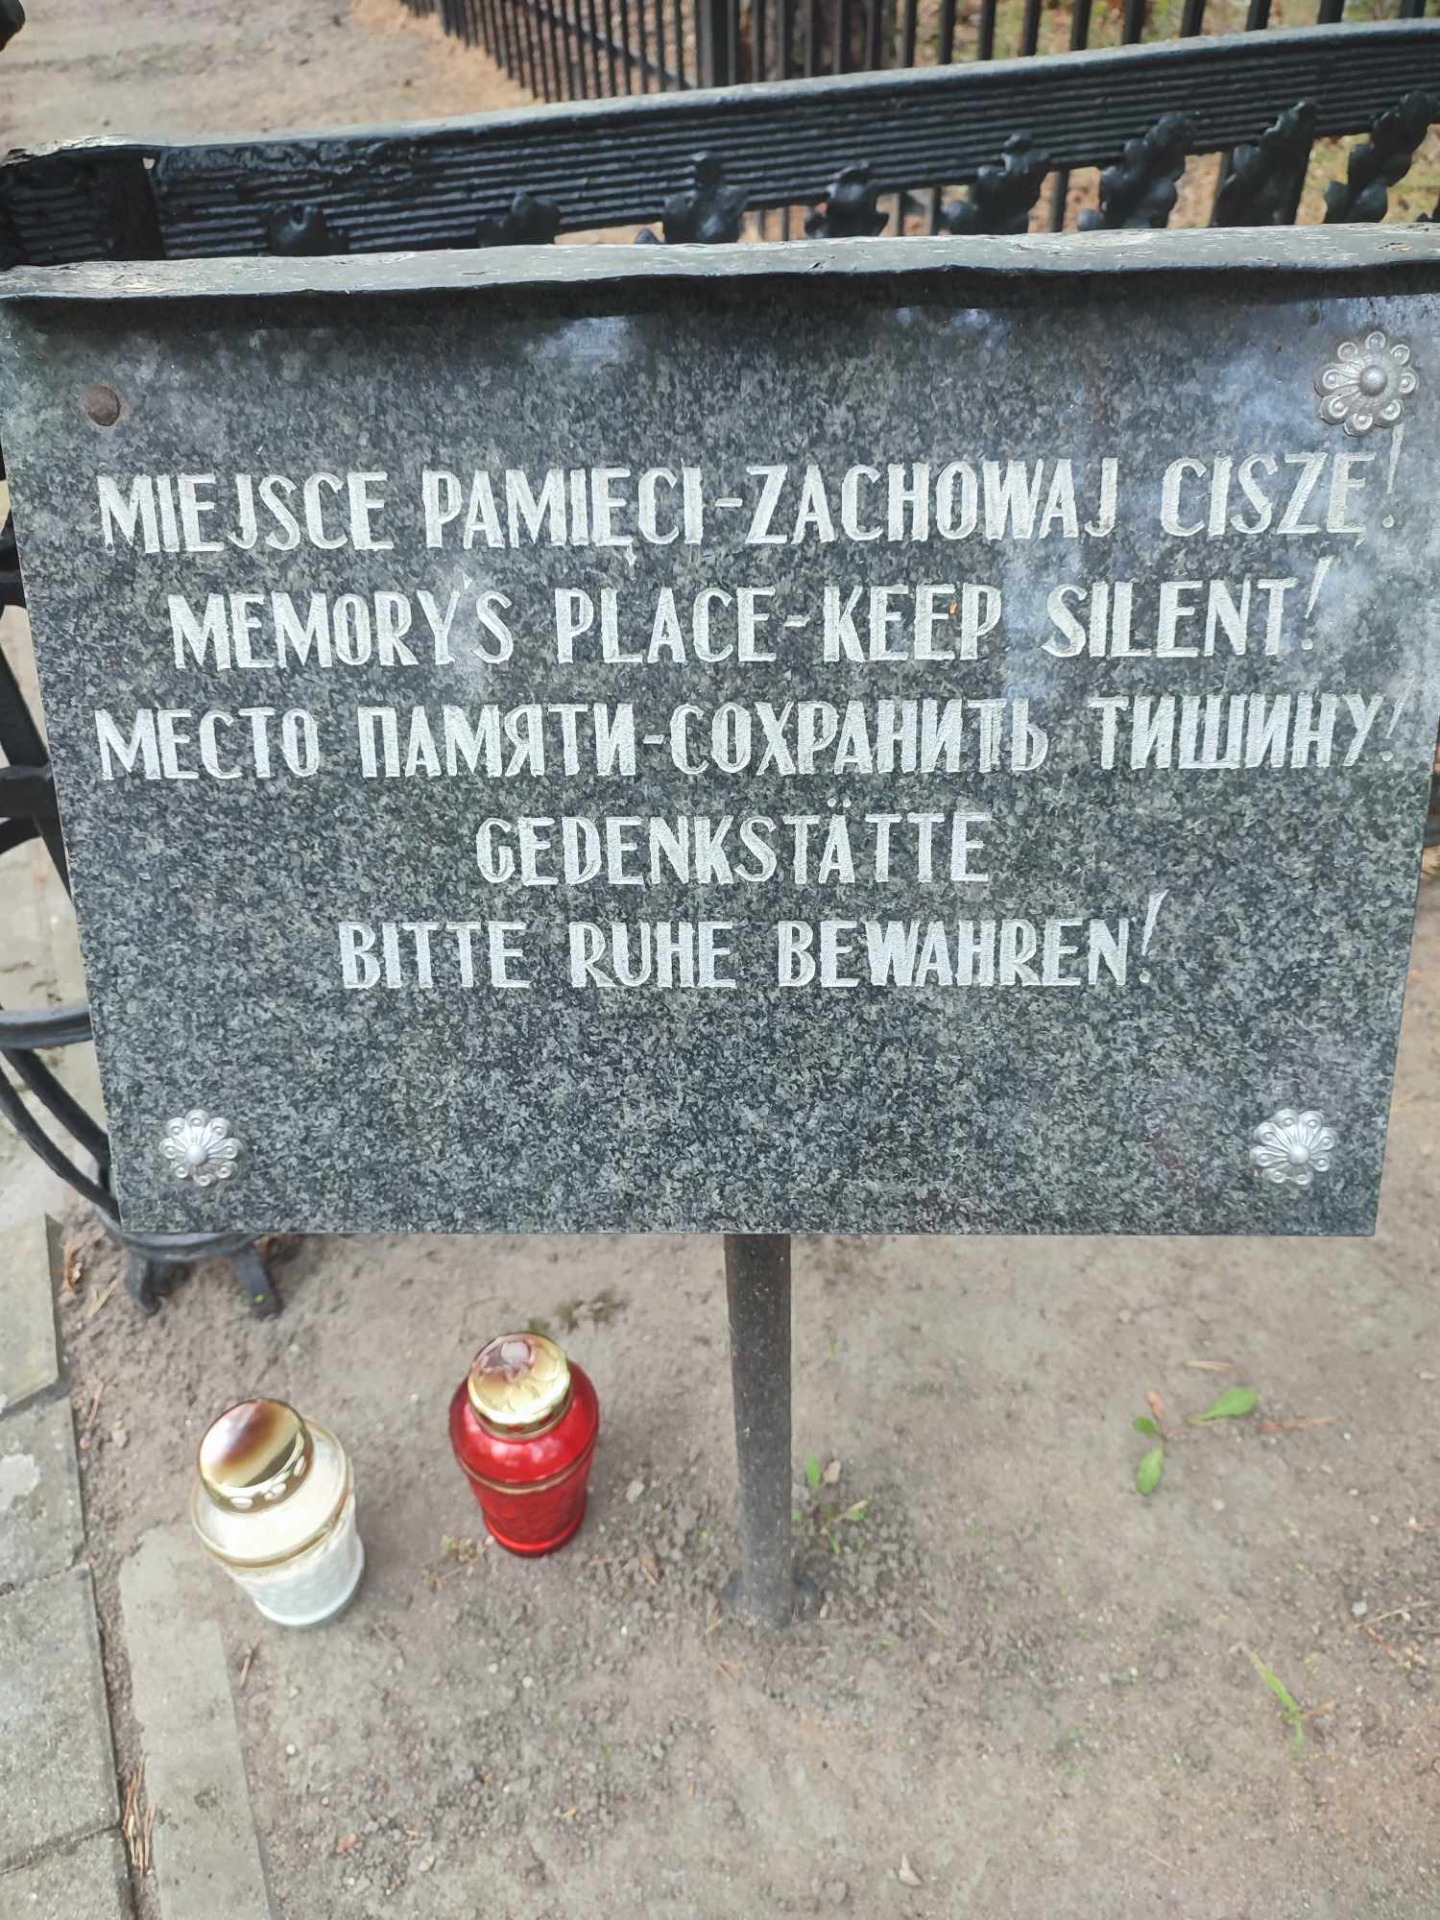 MIEJSCE PAMIĘCI-ZACHOWAJ CISZĘ!
MEMORY'S PLACE-KEEP SILENT!
МЕСТО ПАМЯТИ-СОХРАНИТЬ ТИШИНУ!
GEDENKSTÄTTE
BITTE RUHE BEWAHREN!